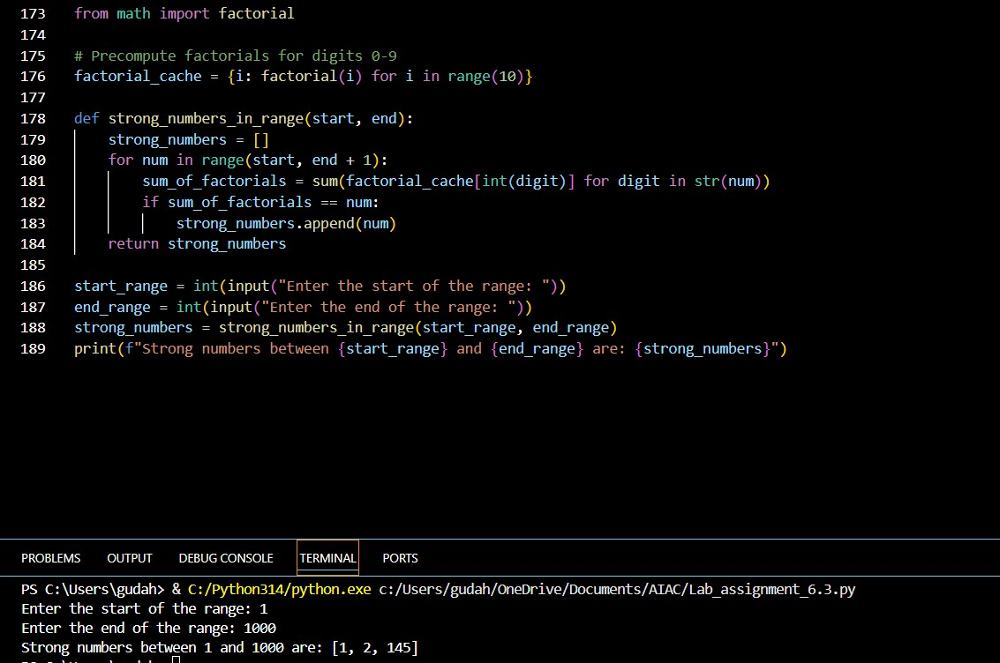 173 from math import factorial
174
175 # Precompute factorials for digits 0-9
176 factorial_cache = {i: factorial(i) for i in range(10)}
177
178 def strong_numbers_in_range(start, end):
179     strong_numbers = []
180     for num in range(start, end + 1):
181         sum_of_factorials = sum(factorial_cache[int(digit)] for digit in str(num))
182         if sum_of_factorials == num:
183             strong_numbers.append(num)
184     return strong_numbers
185
186 start_range = int(input("Enter the start of the range: "))
187 end_range = int(input("Enter the end of the range: "))
188 strong_numbers = strong_numbers_in_range(start_range, end_range)
189 print(f"Strong numbers between {start_range} and {end_range} are: {strong_numbers}")
PROBLEMS OUTPUT DEBUG CONSOLE TERMINAL PORTS
PS C:\Users\gudah> & C:/Python314/python.exe c:/Users/gudah/OneDrive/Documents/AIAC/Lab_assignment_6.3.py
Enter the start of the range: 1
Enter the end of the range: 1000
Strong numbers between 1 and 1000 are: [1, 2, 145]